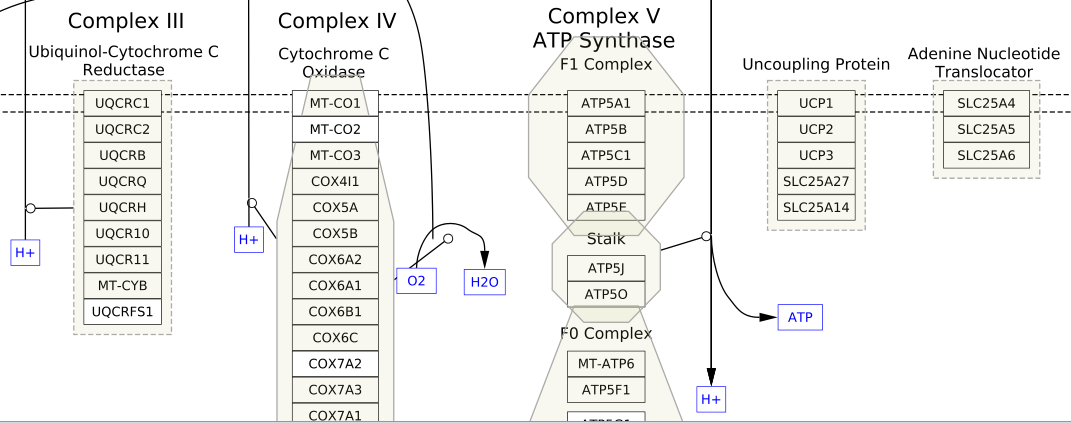 Complex III
Ubiquinol-Cytochrome C
Reductase
UQCRC1
UQCRC2
UQCRB
UQCRQ
UQCRH
UQCR10
UQCR11
MT-CYB
UQCRFS1
H+
Complex IV
Cytochrome C
Oxidase
MT-CO1
MT-CO2
MT-CO3
COX4I1
COX5A
COX5B
COX6A2
COX6A1
COX6B1
COX6C
COX7A2
COX7A3
COX7A1
H+
O2
H2O
Complex V
ATP Synthase
F1 Complex
ATP5A1
ATP5B
ATP5C1
ATP5D
ATP5E
Stalk
ATP5J
ATP5O
F0 Complex
MT-ATP6
ATP5F1
H+
ATP
Uncoupling Protein
UCP1
UCP2
UCP3
SLC25A27
SLC25A14
Adenine Nucleotide
Translocator
SLC25A4
SLC25A5
SLC25A6